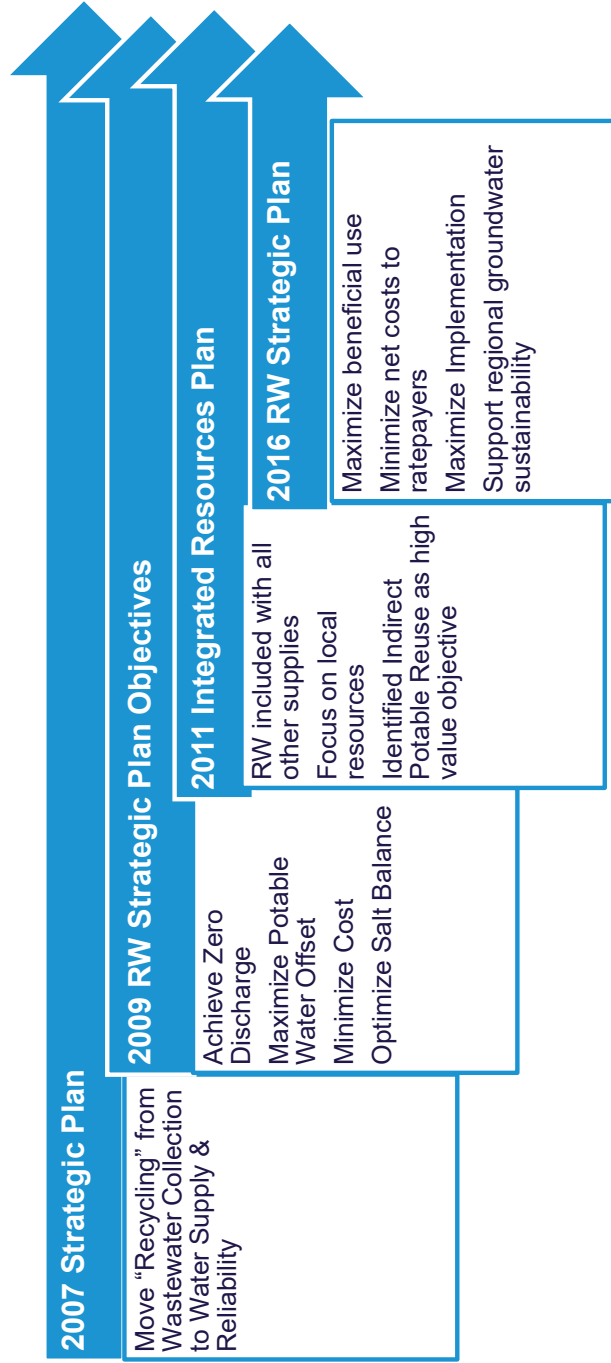 2007 Strategic Plan
Move “Recycling” from
Wastewater Collection
to Water Supply &
Reliability
2009 RW Strategic Plan Objectives
Achieve Zero
Discharge
Maximize Potable
Water Offset
Minimize Cost
Optimize Salt Balance
2011 Integrated Resources Plan
RW included with all
other supplies
Focus on local
resources
Identified Indirect
Potable Reuse as high
value objective
2016 RW Strategic Plan
Maximize beneficial use
Minimize net costs to
ratepayers
Maximize Implementation
Support regional groundwater
sustainability